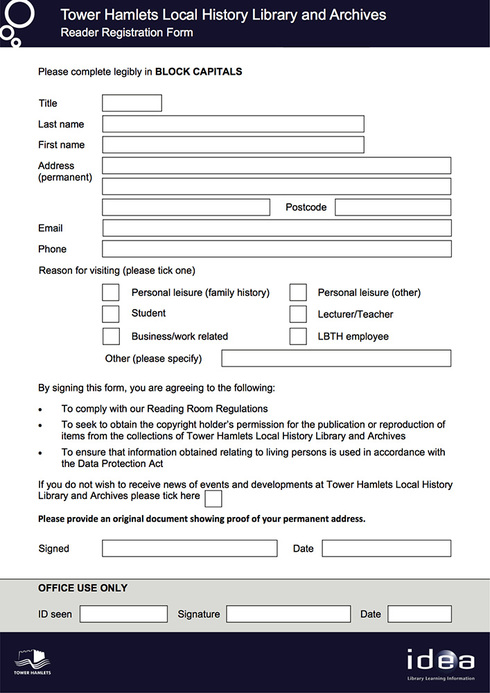 Tower Hamlets Local History Library and Archives
Reader Registration Form
Please complete legibly in BLOCK CAPITALS
Title
Last name
First name
Address
(permanent)
Postcode
Email
Phone
Reason for visiting (please tick one)
Personal leisure (family history)
Personal leisure (other)
Student
Lecturer/Teacher
Business/work related
LBTH employee
Other (please specify)
By signing this form, you are agreeing to the following:
• To comply with our Reading Room Regulations
• To seek to obtain the copyright holder's permission for the publication or reproduction of
items from the collections of Tower Hamlets Local History Library and Archives
• To ensure that information obtained relating to living persons is used in accordance with
the Data Protection Act
If you do not wish to receive news of events and developments at Tower Hamlets Local History
Library and Archives please tick here
Please provide an original document showing proof of your permanent address.
Signed
Date
OFFICE USE ONLY
ID seen
Signature
Date
TOWER HAMLETS
idea
Library Learning Information